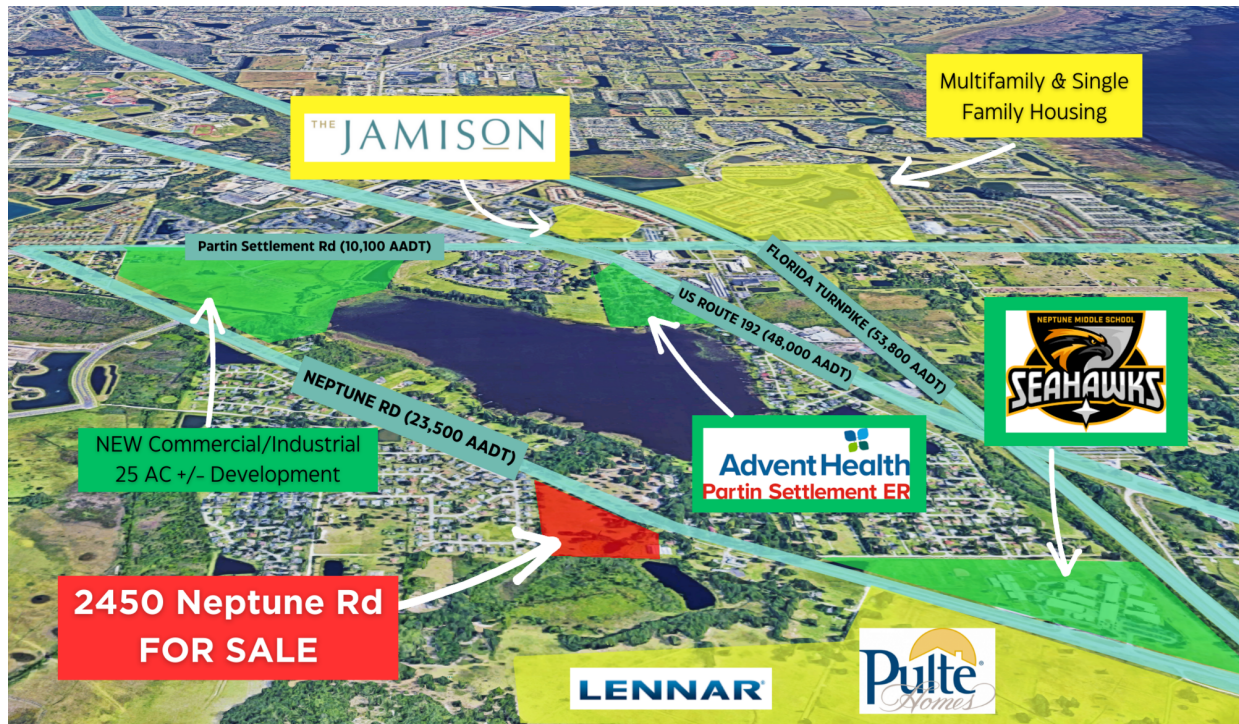 Multifamily & Single
Family Housing
THE JAMISON
Partin Settlement Rd (10,100 AADT)
FLORIDA TURNPIKE (53,800 AADT)
US ROUTE 192 (48,000 AADT)
NEPTUNE MIDDLE SCHOOL
SEAHAWKS
NEPTUNE RD (23,500 AADT)
NEW Commercial/Industrial
25 AC +/- Development
Advent Health
Partin Settlement ER
2450 Neptune Rd
FOR SALE
LENNAR®
Pulte®
Homes